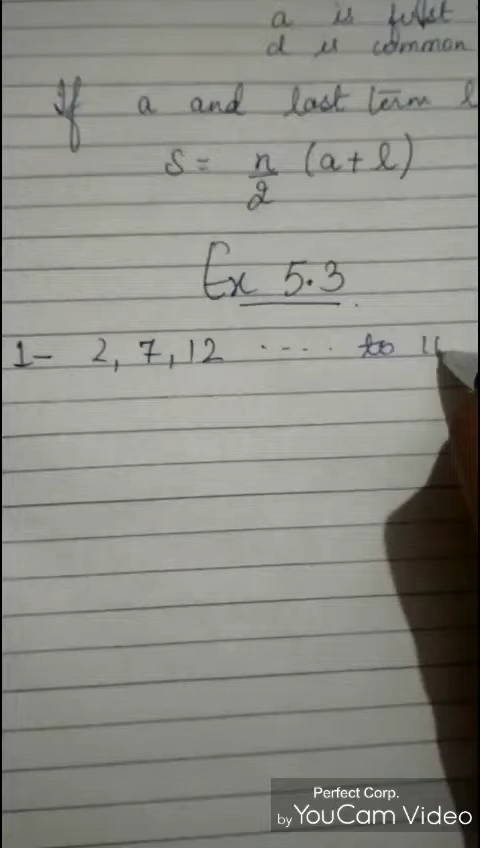 a is first
d is common
If a and last term l
S = n/2 (a + l)
Ex 5.3
1- 2, 7, 12 ..... to
Perfect Corp.
by YouCam Video